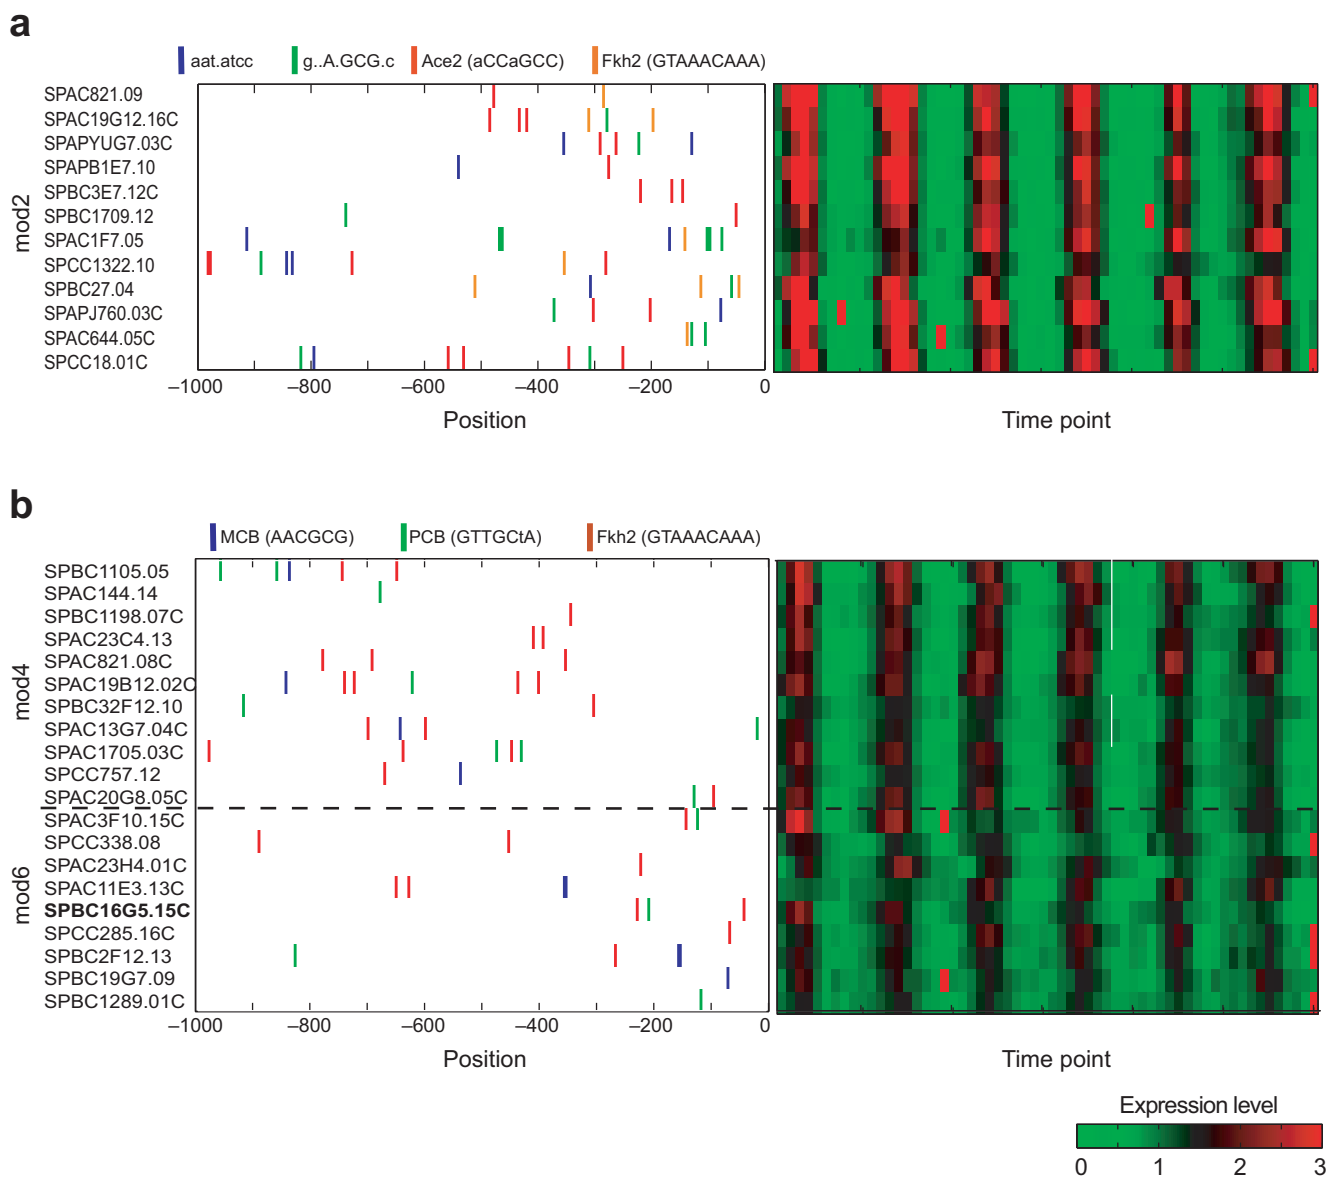 a
aat.atcc g..A.GCG.c Ace2 (aCCaGCC) Fkh2 (GTAAACAAA)
mod2
SPAC821.09
SPAC19G12.16C
SPAPYUG7.03C
SPAPB1E7.10
SPBC3E7.12C
SPBC1709.12
SPAC1F7.05
SPCC1322.10
SPBC27.04
SPAPJ760.03C
SPAC644.05C
SPCC18.01C
–1000 –800 –600 –400 –200 0
Position Time point
b
MCB (AACGCG) PCB (GTTGCtA) Fkh2 (GTAAACAAA)
mod4
SPBC1105.05
SPAC144.14
SPBC1198.07C
SPAC23C4.13
SPAC821.08C
SPAC19B12.02C
SPBC32F12.10
SPAC13G7.04C
SPAC1705.03C
SPCC757.12
SPAC20G8.05C
mod6
SPAC3F10.15C
SPCC338.08
SPAC23H4.01C
SPAC11E3.13C
SPBC16G5.15C
SPCC285.16C
SPBC2F12.13
SPBC19G7.09
SPBC1289.01C
–1000 –800 –600 –400 –200 0
Position Time point
Expression level
0 1 2 3